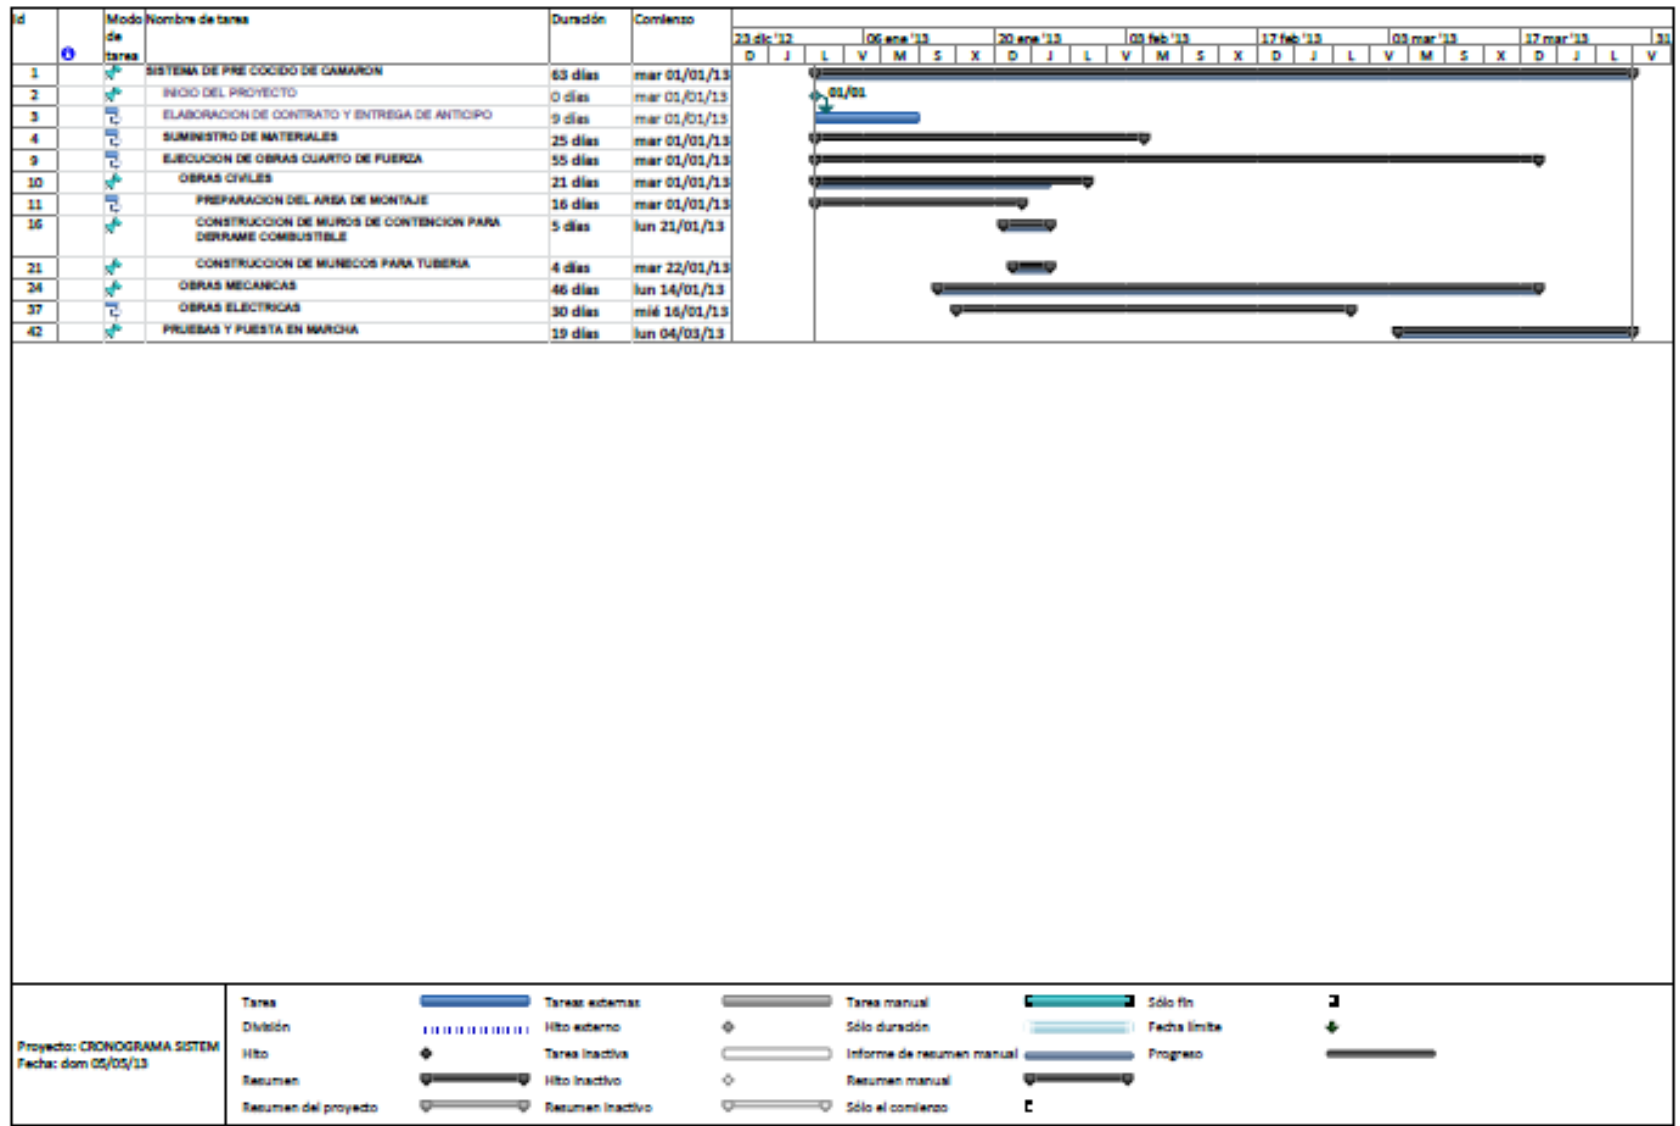 Id Modo de tarea Nombre de tarea Duración Comienzo
23 dic '12 06 ene '13 20 ene '13 03 feb '13 17 feb '13 03 mar '13 17 mar '13 31
D J L V M S X D J L V M S X D J L V M S X D J L V
1 SISTEMA DE PRE COCIDO DE CAMARON 63 días mar 01/01/13
2 INICIO DEL PROYECTO 0 días mar 01/01/13 01/01
3 ELABORACION DE CONTRATO Y ENTREGA DE ANTICIPO 9 días mar 01/01/13
4 SUMINISTRO DE MATERIALES 25 días mar 01/01/13
9 EJECUCION DE OBRAS CUARTO DE FUERZA 55 días mar 01/01/13
10 OBRAS CIVILES 21 días mar 01/01/13
11 PREPARACION DEL AREA DE MONTAJE 16 días mar 01/01/13
16 CONSTRUCCION DE MUROS DE CONTENCION PARA 5 días lun 21/01/13
DERRAME COMBUSTIBLE
21 CONSTRUCCION DE MUÑECOS PARA TUBERIA 4 días mar 22/01/13
24 OBRAS MECANICAS 46 días lun 14/01/13
37 OBRAS ELECTRICAS 30 días mié 16/01/13
42 PRUEBAS Y PUESTA EN MARCHA 19 días lun 04/03/13
Proyecto: CRONOGRAMA SISTEM
Fecha: dom 05/05/13
Tarea Tareas externas Tarea manual Sólo fin
División Hito externo Sólo duración Fecha límite
Hito Tarea inactiva Informe de resumen manual Progreso
Resumen Hito inactivo Resumen manual
Resumen del proyecto Resumen inactivo Sólo el comienzo